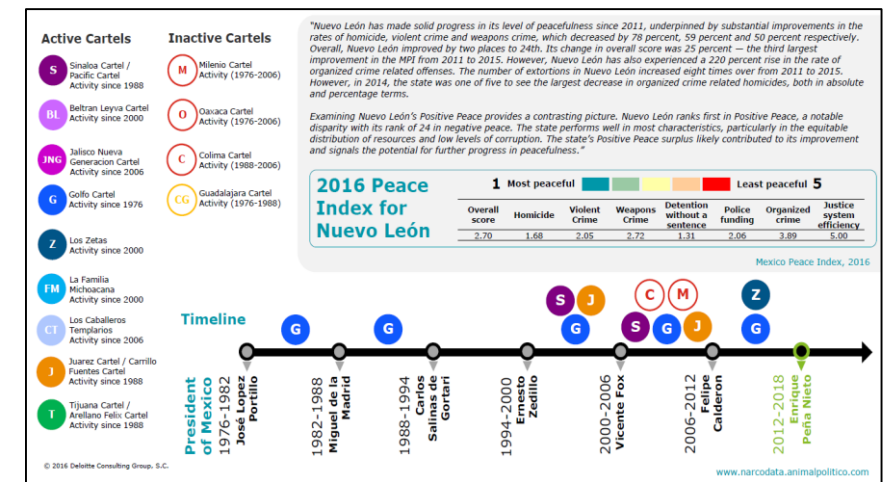 Active Cartels
Inactive Cartels
S
Sinaloa Cartel /
Pacific Cartel
Activity since 1988
BL
Beltran Leyva Cartel
Activity since 2000
JNG
Jalisco Nueva
Generacion Cartel
Activity since 2006
G
Golfo Cartel
Activity since 1976
Z
Los Zetas
Activity since 2000
FM
La Familia
Michoacana
Activity since 2000
CT
Los Caballeros
Templarios
Activity since 2006
J
Juarez Cartel / Carrillo
Fuentes Cartel
Activity since 1988
T
Tijuana Cartel /
Arellano Felix Cartel
Activity since 1988
M
Milenio Cartel
Activity (1976-2006)
O
Oaxaca Cartel
Activity (1976-2006)
C
Colima Cartel
Activity (1988-2006)
CG
Guadalajara Cartel
Activity (1976-1988)
"Nuevo León has made solid progress in its level of peacefulness since 2011, underpinned by substantial improvements in the
rates of homicide, violent crime and weapons crime, which decreased by 78 percent, 59 percent and 50 percent respectively.
Overall, Nuevo León improved by two places to 24th. Its change in overall score was 25 percent — the third largest
improvement in the MPI from 2011 to 2015. However, Nuevo León has also experienced a 220 percent rise in the rate of
organized crime related offenses. The number of extortions in Nuevo León increased eight times over from 2011 to 2015.
However, in 2014, the state was one of five to see the largest decrease in organized crime related homicides, both in absolute
and percentage terms.
Examining Nuevo León's Positive Peace provides a contrasting picture. Nuevo León ranks first in Positive Peace, a notable
disparity with its rank of 24 in negative peace. The state performs well in most characteristics, particularly in the equitable
distribution of resources and low levels of corruption. The state's Positive Peace surplus likely contributed to its improvement
and signals the potential for further progress in peacefulness."
2016 Peace
Index for
Nuevo León
1 Most peaceful
Least peaceful 5
Overall score Homicide Violent Crime Weapons Crime Detention without a sentence Police funding Organized crime Justice system efficiency
2.70 1.68 2.05 2.72 1.31 2.06 3.89 5.00
Mexico Peace Index, 2016
Timeline
G
G
S J
G
C M
S G J
Z
G
President
of Mexico
1976-1982
José Lopez
Portillo
1982-1988
Miguel de la
Madrid
1988-1994
Carlos
Salinas de
Gortari
1994-2000
Ernesto
Zedillo
2000-2006
Vicente Fox
2006-2012
Felipe
Calderon
2012-2018
Enrique
Peña Nieto
© 2016 Deloitte Consulting Group, S.C.
www.narcodata.animalpolitico.com